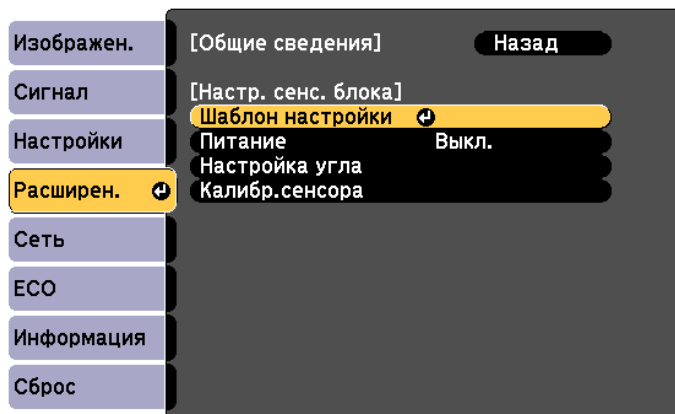 Изображен.
Сигнал
Настройки
Расширен.
Сеть
ECO
Информация
Сброс
[Общие сведения] Назад
[Настр. сенс. блока]
Шаблон настройки
Питание Выкл.
Настройка угла
Калибр.сенсора